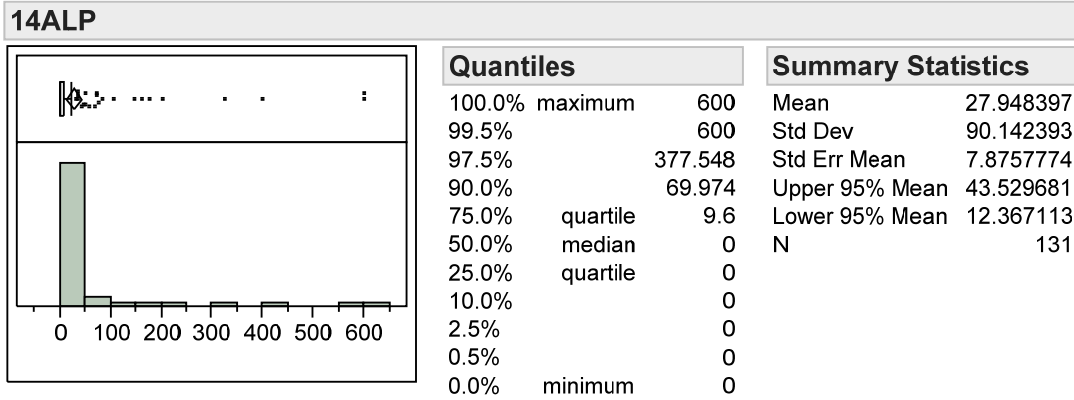 14ALP
0 100 200 300 400 500 600
Quantiles
100.0% maximum 600
99.5% 600
97.5% 377.548
90.0% 69.974
75.0% quartile 9.6
50.0% median 0
25.0% quartile 0
10.0% 0
2.5% 0
0.5% 0
0.0% minimum 0
Summary Statistics
Mean 27.948397
Std Dev 90.142393
Std Err Mean 7.8757774
Upper 95% Mean 43.529681
Lower 95% Mean 12.367113
N 131